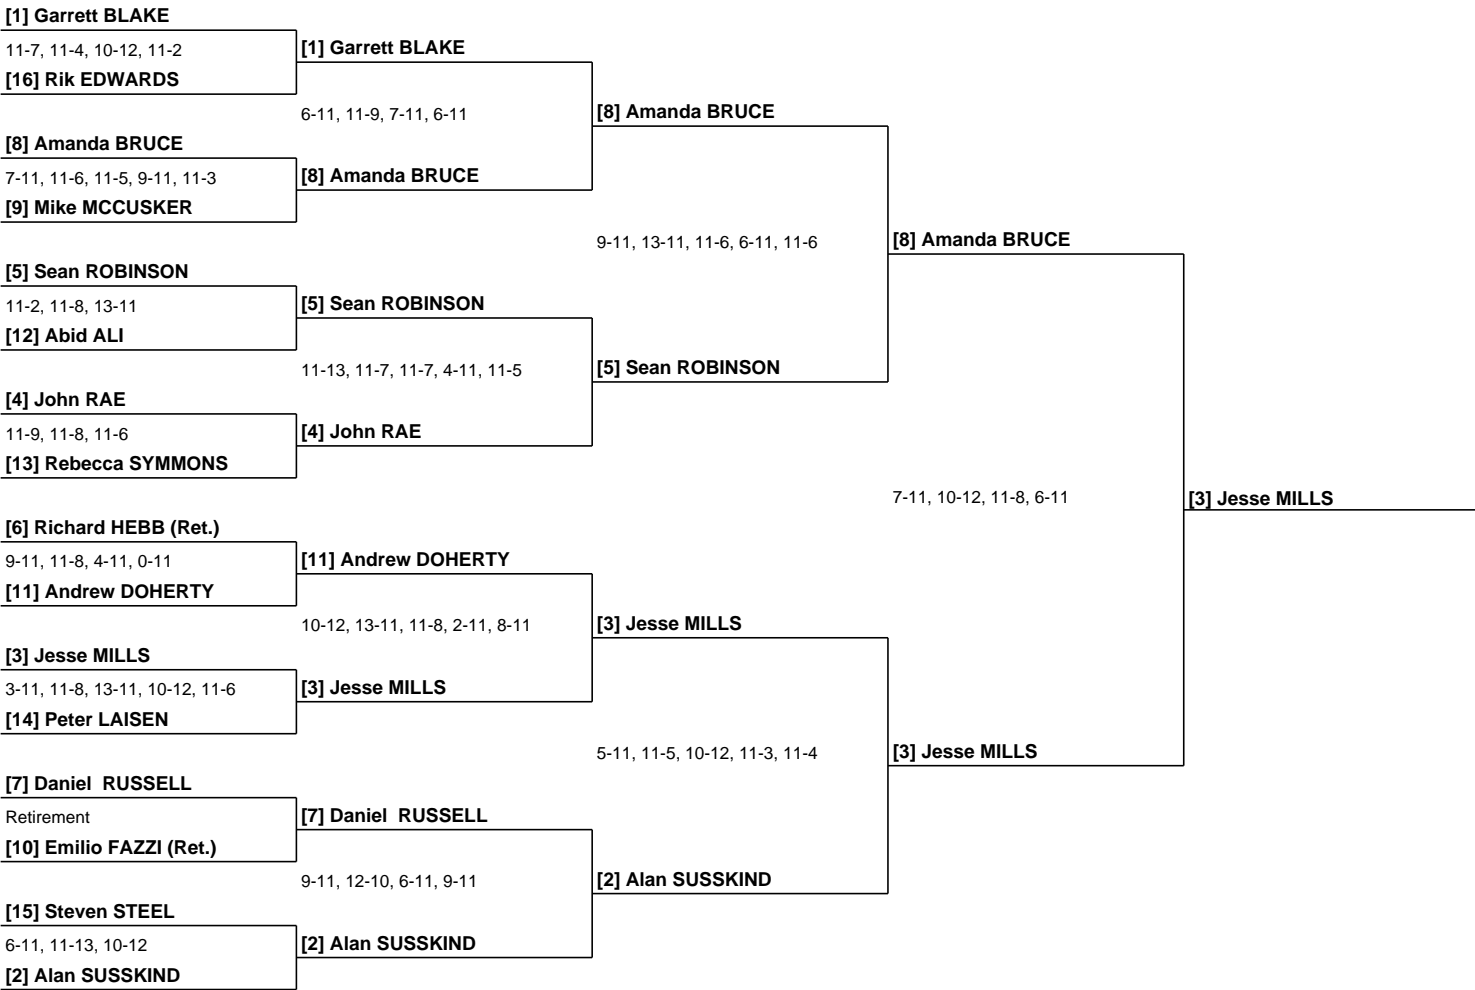 [1] Garrett BLAKE
11-7, 11-4, 10-12, 11-2
[16] Rik EDWARDS
[8] Amanda BRUCE
7-11, 11-6, 11-5, 9-11, 11-3
[9] Mike MCCUSKER
[5] Sean ROBINSON
11-2, 11-8, 13-11
[12] Abid ALI
[4] John RAE
11-9, 11-8, 11-6
[13] Rebecca SYMMONS
[6] Richard HEBB (Ret.)
9-11, 11-8, 4-11, 0-11
[11] Andrew DOHERTY
[3] Jesse MILLS
3-11, 11-8, 13-11, 10-12, 11-6
[14] Peter LAISEN
[7] Daniel  RUSSELL
Retirement
[10] Emilio FAZZI (Ret.)
[15] Steven STEEL
6-11, 11-13, 10-12
[2] Alan SUSSKIND
[1] Garrett BLAKE
6-11, 11-9, 7-11, 6-11
[8] Amanda BRUCE
[5] Sean ROBINSON
11-13, 11-7, 11-7, 4-11, 11-5
[4] John RAE
[11] Andrew DOHERTY
10-12, 13-11, 11-8, 2-11, 8-11
[3] Jesse MILLS
[7] Daniel  RUSSELL
9-11, 12-10, 6-11, 9-11
[2] Alan SUSSKIND
[8] Amanda BRUCE
9-11, 13-11, 11-6, 6-11, 11-6
[5] Sean ROBINSON
[3] Jesse MILLS
5-11, 11-5, 10-12, 11-3, 11-4
[2] Alan SUSSKIND
[8] Amanda BRUCE
7-11, 10-12, 11-8, 6-11
[3] Jesse MILLS
[3] Jesse MILLS